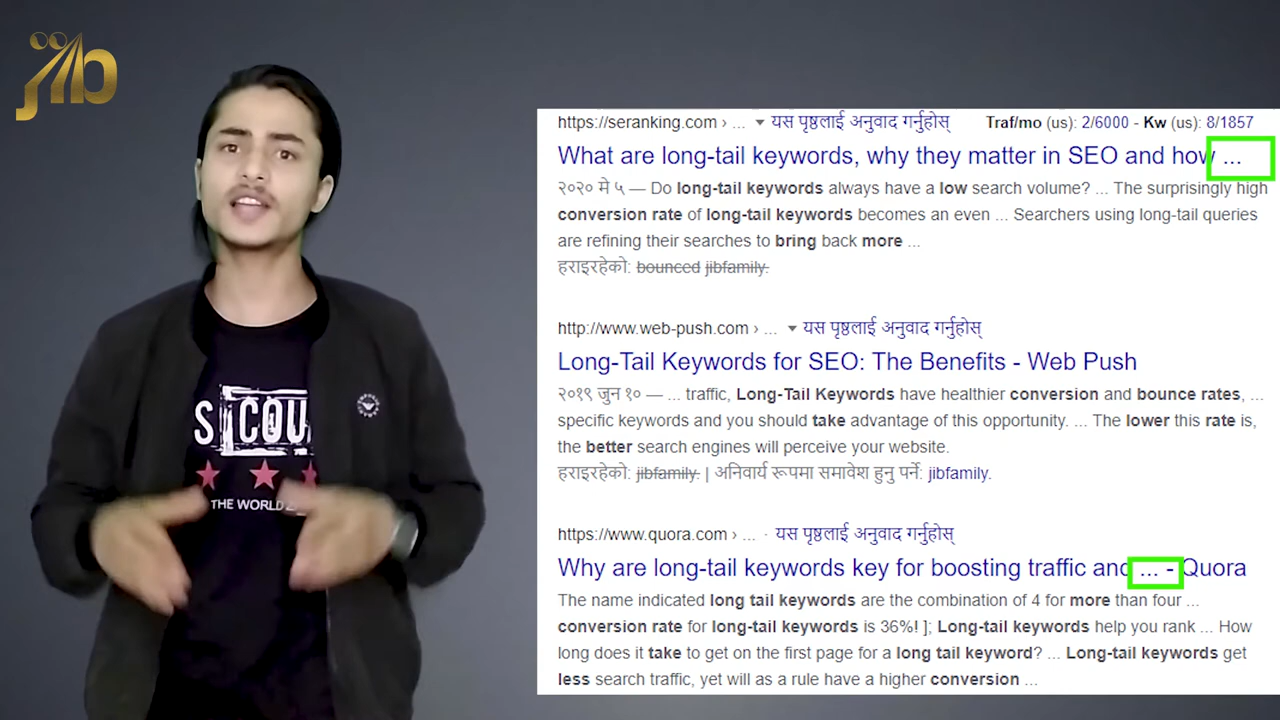 jib
https://seranking.com › ... ▼ यस पृष्ठलाई अनुवाद गर्नुहोस् Traf/mo (us): 2/6000 - Kw (us): 8/1857
What are long-tail keywords, why they matter in SEO and how ...
२०२० मे ५ — Do long-tail keywords always have a low search volume? ... The surprisingly high
conversion rate of long-tail keywords becomes an even ... Searchers using long-tail queries
are refining their searches to bring back more ...
हराइरहेको: bounced jibfamily.
http://www.web-push.com › ... ▼ यस पृष्ठलाई अनुवाद गर्नुहोस्
Long-Tail Keywords for SEO: The Benefits - Web Push
२०१९ जुन १० — ... traffic, Long-Tail Keywords have healthier conversion and bounce rates, ...
specific keywords and you should take advantage of this opportunity. ... The lower this rate is,
the better search engines will perceive your website.
हराइरहेको: jibfamily. | अनिवार्य रूपमा समावेश हुनु पर्ने: jibfamily.
https://www.quora.com › ... · यस पृष्ठलाई अनुवाद गर्नुहोस्
Why are long-tail keywords key for boosting traffic and ... - Quora
The name indicated long tail keywords are the combination of 4 for more than four ...
conversion rate for long-tail keywords is 36%! ]; Long-tail keywords help you rank ... How
long does it take to get on the first page for a long tail keyword? ... Long-tail keywords get
less search traffic, yet will as a rule have a higher conversion ...
S COU
THE WORLD